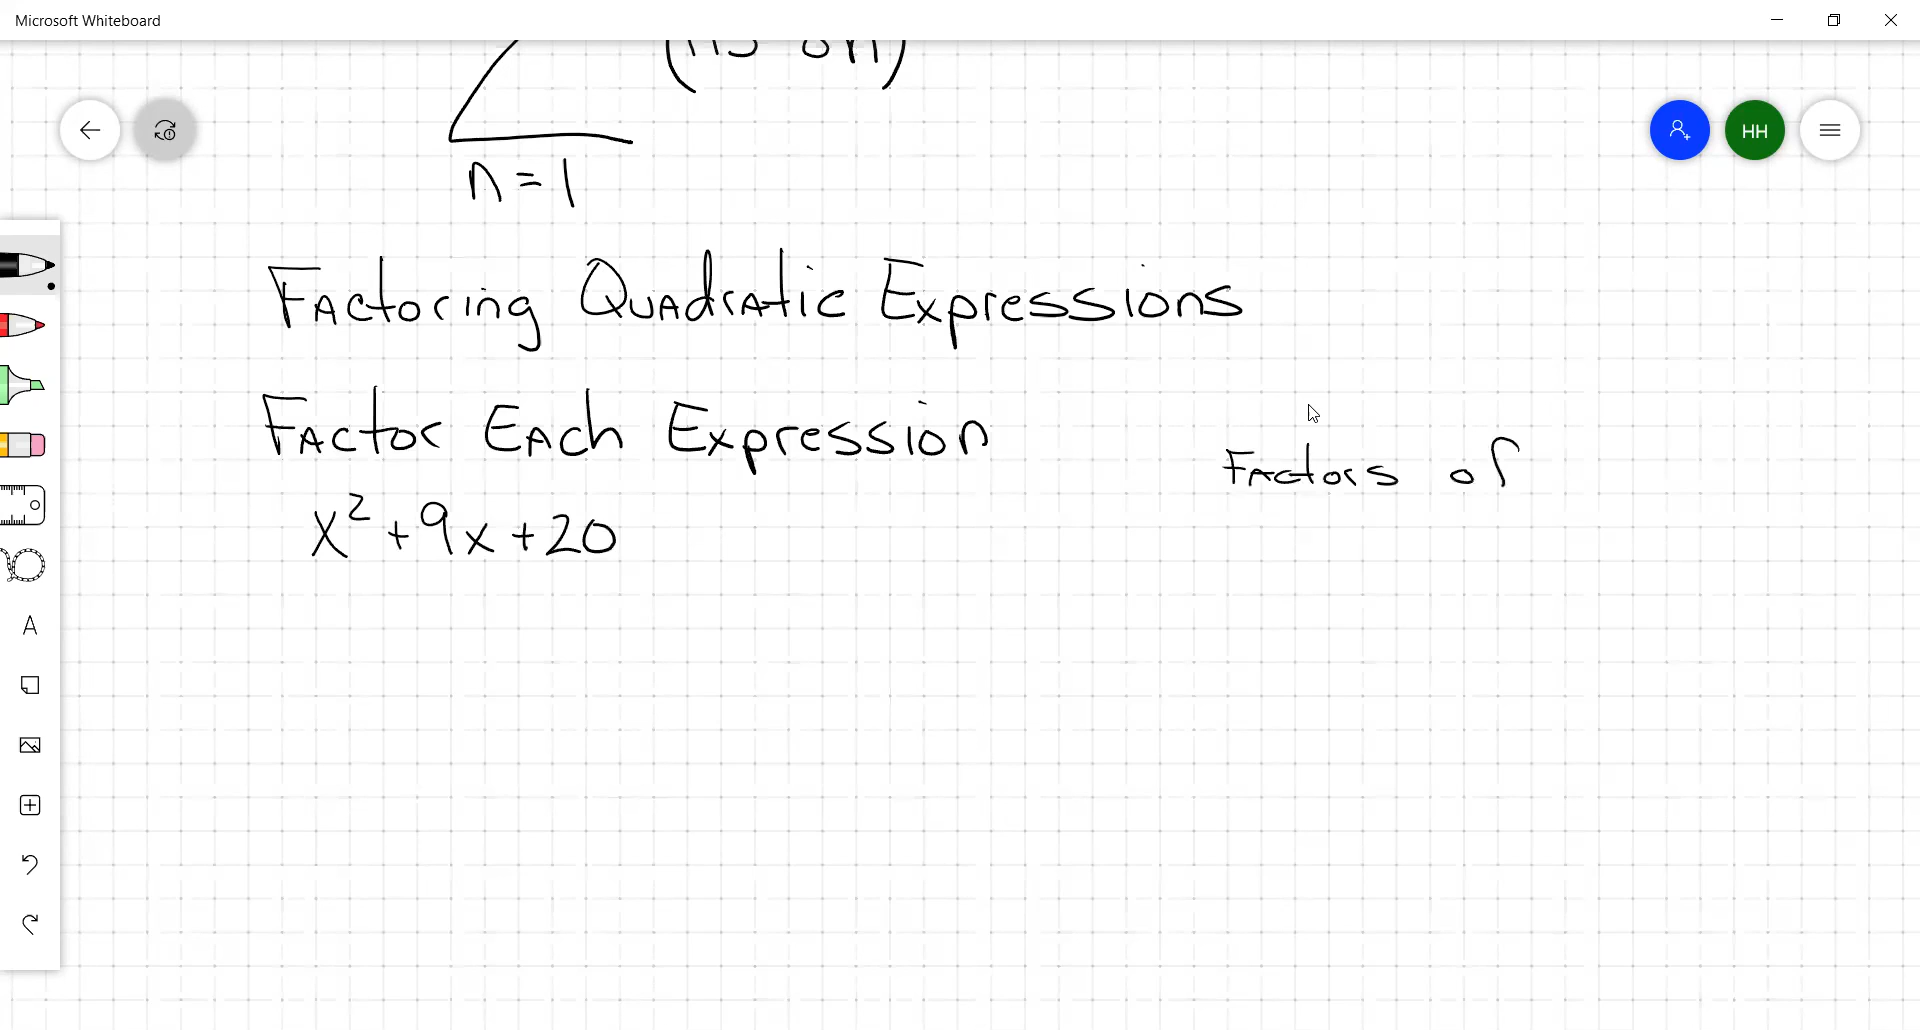 Microsoft Whiteboard
HH
n = 1
Factoring Quadratic Expressions
Factor Each Expression
Factors of
x² + 9x + 20
A